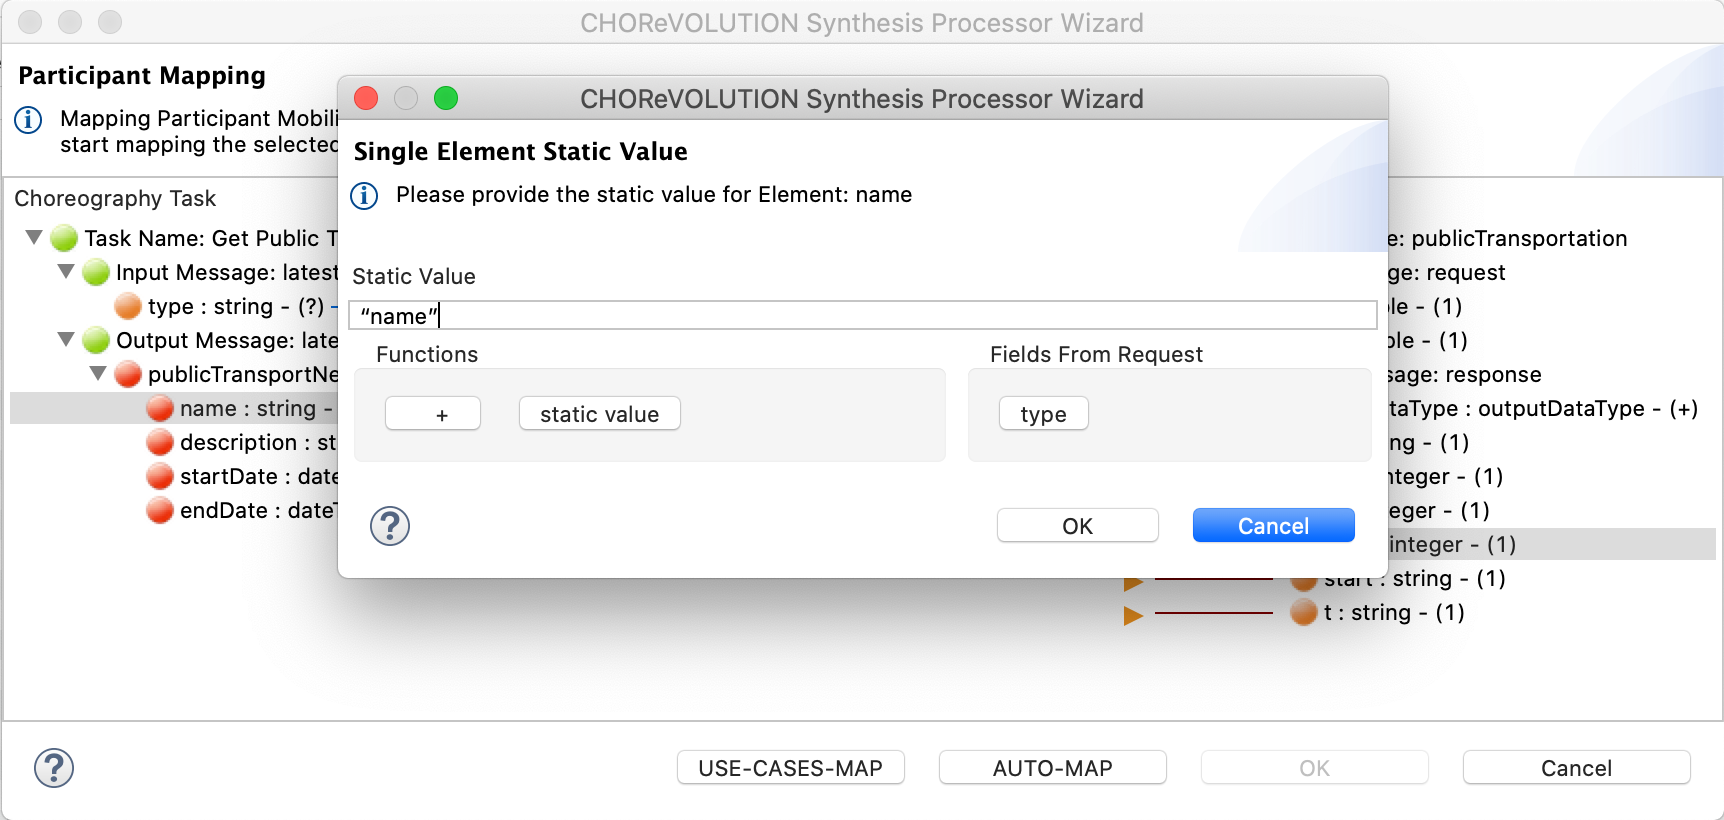 CHOReVOLUTION Synthesis Processor Wizard
Participant Mapping
Mapping Participant Mobili
start mapping the selected
Choreography Task
Task Name: Get Public T
Input Message: latest
type : string - (?)
Output Message: late
publicTransportNe
name : string -
description : st
startDate : date
endDate : dateT
CHOReVOLUTION Synthesis Processor Wizard
Single Element Static Value
Please provide the static value for Element: name
Static Value
“name”
Functions
+
static value
Fields From Request
type
?
OK
Cancel
e: publicTransportation
ge: request
le - (1)
ble - (1)
sage: response
taType : outputDataType - (+)
ng - (1)
nteger - (1)
eger - (1)
integer - (1)
start : string - (1)
t : string - (1)
?
USE-CASES-MAP
AUTO-MAP
OK
Cancel